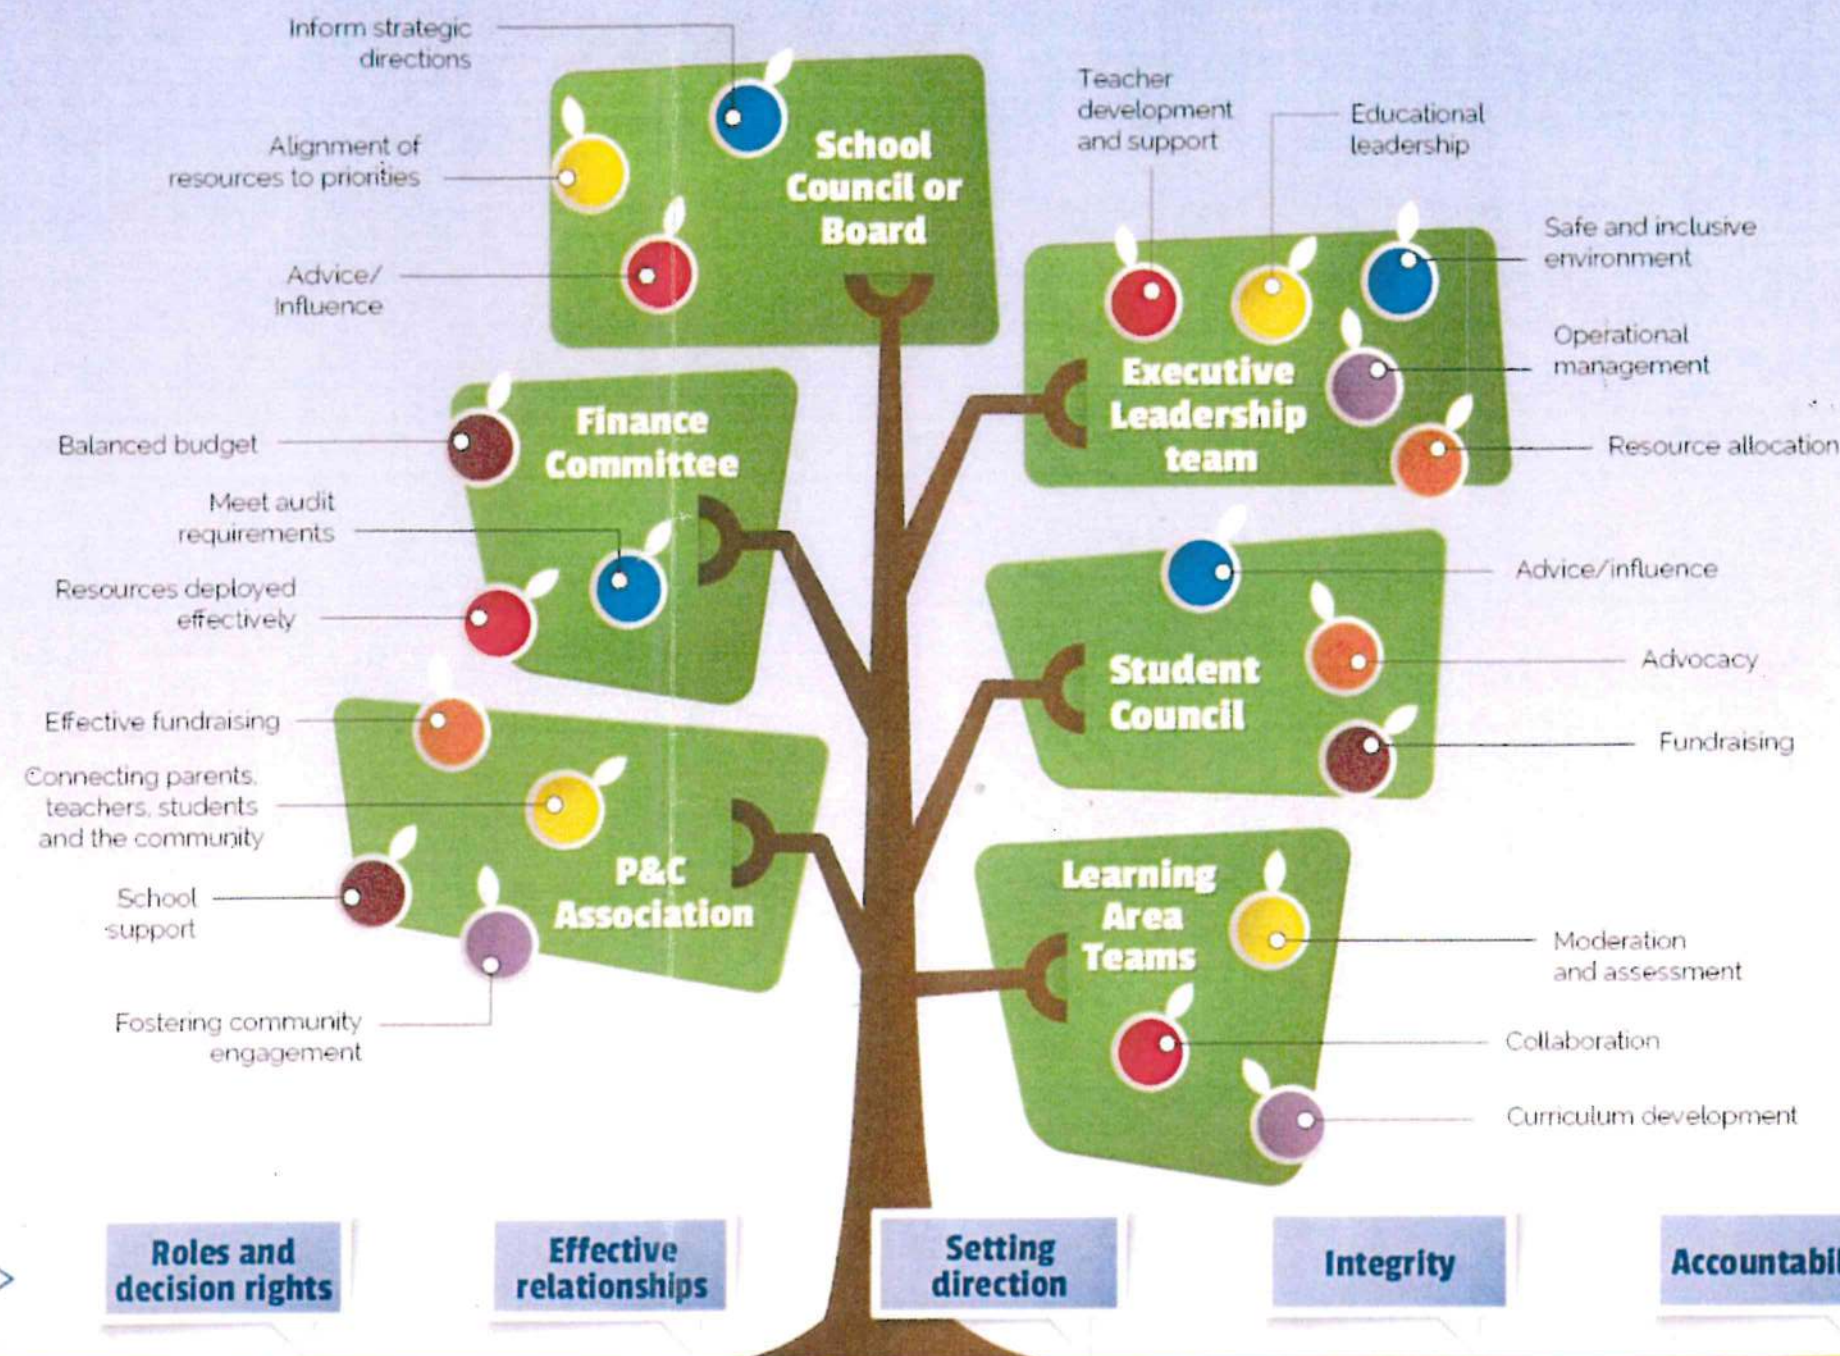 Inform strategic
directions
Alignment of
resources to priorities
Advice/
Influence
School
Council or
Board
Teacher
development
and support
Educational
leadership
Safe and inclusive
environment
Operational
management
Resource allocation
Executive
Leadership
team
Balanced budget
Meet audit
requirements
Resources deployed
effectively
Finance
Committee
Advice/influence
Advocacy
Fundraising
Student
Council
Effective fundraising
Connecting parents,
teachers, students
and the community
School
support
Fostering community
engagement
P&C
Association
Learning
Area
Teams
Moderation
and assessment
Collaboration
Curriculum development
Roles and
decision rights
Effective
relationships
Setting
direction
Integrity
Accountabil